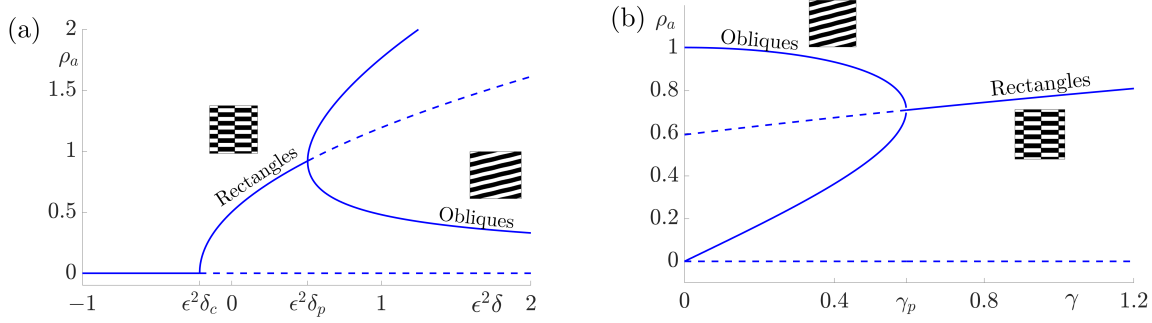 (a)
2
ρ_a
1.5
1
0.5
0
Rectangles
Obliques
−1
ϵ²δ_c
0
ϵ²δ_p
1
ϵ²δ
2
(b)
ρ_a
1
0.8
0.6
0.4
0.2
0
Obliques
Rectangles
0
0.4
γ_p
0.8
γ
1.2